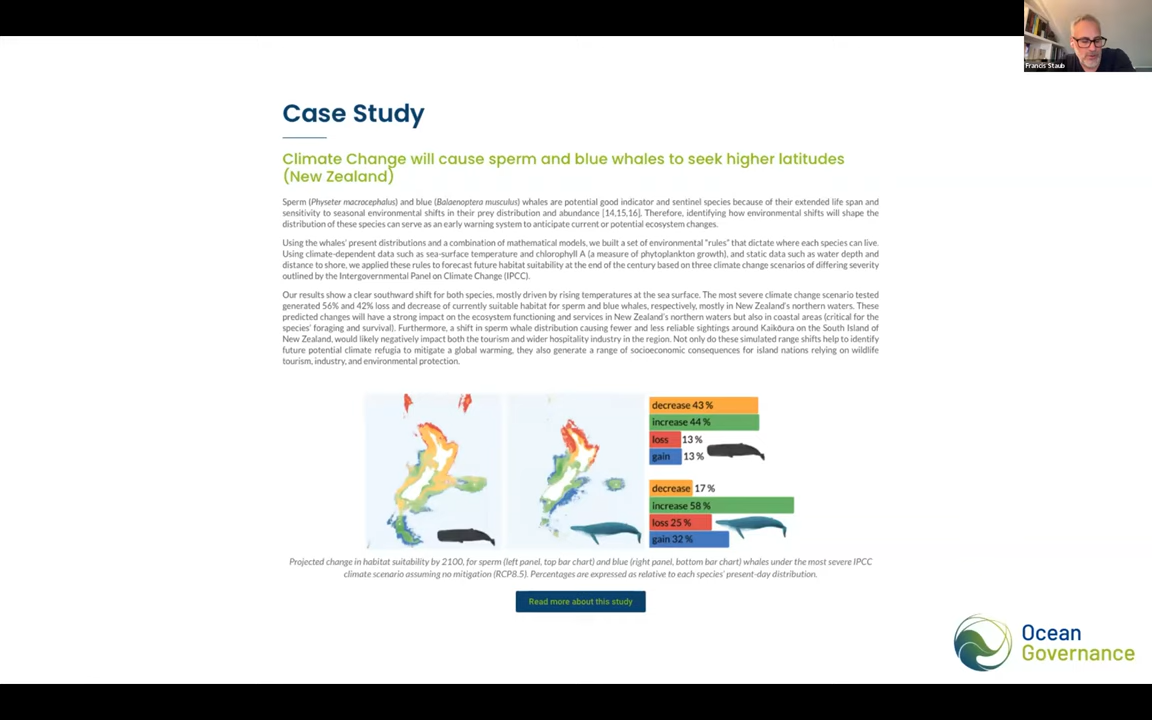 Francis Staub
Case Study
Climate Change will cause sperm and blue whales to seek higher latitudes
(New Zealand)
Sperm (Physeter macrocephalus) and blue (Balaenoptera musculus) whales are potential good indicator and sentinel species because of their extended life span and
sensitivity to seasonal environmental shifts in their prey distribution and abundance [14,15,16]. Therefore, identifying how environmental shifts will shape the
distribution of these species can serve as an early warning system to anticipate current or potential ecosystem changes.
Using the whales' present distributions and a combination of mathematical models, we built a set of environmental "rules" that dictate where each species can live.
Using climate-dependent data such as sea-surface temperature and chlorophyll A (a measure of phytoplankton growth), and static data such as water depth and
distance to shore, we applied these rules to forecast future habitat suitability at the end of the century based on three climate change scenarios of differing severity
outlined by the Intergovernmental Panel on Climate Change (IPCC).
Our results show a clear southward shift for both species, mostly driven by rising temperatures at the sea surface. The most severe climate change scenario tested
generated 56% and 42% loss and decrease of currently suitable habitat for sperm and blue whales, respectively, mostly in New Zealand's northern waters. These
predicted changes will have a strong impact on the ecosystem functioning and services in New Zealand's northern waters but also in coastal areas (critical for the
species' foraging and survival). Furthermore, a shift in sperm whale distribution causing fewer and less reliable sightings around Kaikōura on the South Island of
New Zealand, would likely negatively impact both the tourism and wider hospitality industry in the region. Not only do these simulated range shifts help to identify
future potential climate refugia to mitigate a global warming, they also generate a range of socioeconomic consequences for island nations relying on wildlife
tourism, industry, and environmental protection.
decrease 43 %
increase 44 %
loss 13 %
gain 13 %
decrease 17 %
increase 58 %
loss 25 %
gain 32 %
Projected change in habitat suitability by 2100, for sperm (left panel, top bar chart) and blue (right panel, bottom bar chart) whales under the most severe IPCC
climate scenario assuming no mitigation (RCP8.5). Percentages are expressed as relative to each species' present-day distribution.
Read more about this study
Ocean
Governance